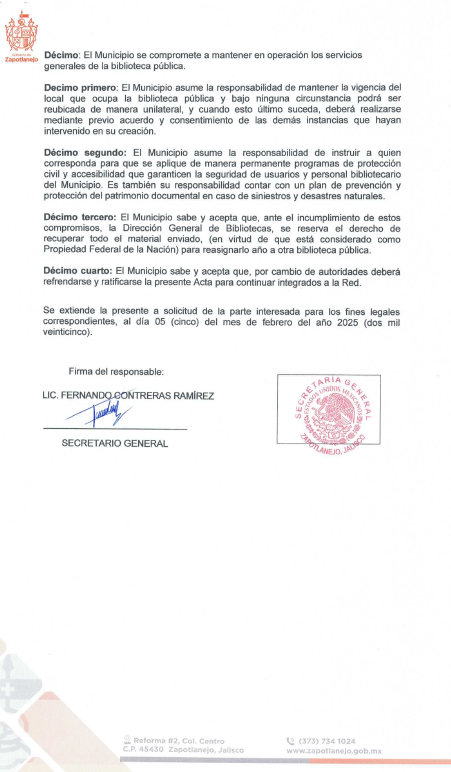 Gobierno de
Zapotlanejo
Décimo: El Municipio se compromete a mantener en operación los servicios
generales de la biblioteca pública.
Decimo primero: El Municipio asume la responsabilidad de mantener la vigencia del
local que ocupa la biblioteca pública y bajo ninguna circunstancia podrá ser
reubicada de manera unilateral, y cuando esto último suceda, deberá realizarse
mediante previo acuerdo y consentimiento de las demás instancias que hayan
intervenido en su creación.
Décimo segundo: El Municipio asume la responsabilidad de instruir a quien
corresponda para que se aplique de manera permanente programas de protección
civil y accesibilidad que garanticen la seguridad de usuarios y personal bibliotecario
del Municipio. Es también su responsabilidad contar con un plan de prevención y
protección del patrimonio documental en caso de siniestros y desastres naturales.
Décimo tercero: El Municipio sabe y acepta que, ante el incumplimiento de estos
compromisos, la Dirección General de Bibliotecas, se reserva el derecho de
recuperar todo el material enviado, (en virtud de que está considerado como
Propiedad Federal de la Nación) para reasignarlo año a otra biblioteca pública.
Décimo cuarto: El Municipio sabe y acepta que, por cambio de autoridades deberá
refrendarse y ratificarse la presente Acta para continuar integrados a la Red.
Se extiende la presente a solicitud de la parte interesada para los fines legales
correspondientes, al día 05 (cinco) del mes de febrero del año 2025 (dos mil
veinticinco).
Firma del responsable:
LIC. FERNANDO CONTRERAS RAMÍREZ
SECRETARIO GENERAL
SECRETARÍA GENERAL
ESTADOS UNIDOS MEXICANOS
ZAPOTLANEJO, JALISCO
Reforma #2, Col. Centro
C.P. 45430 Zapotlanejo, Jalisco
(373) 734 1024
www.zapotlanejo.gob.mx